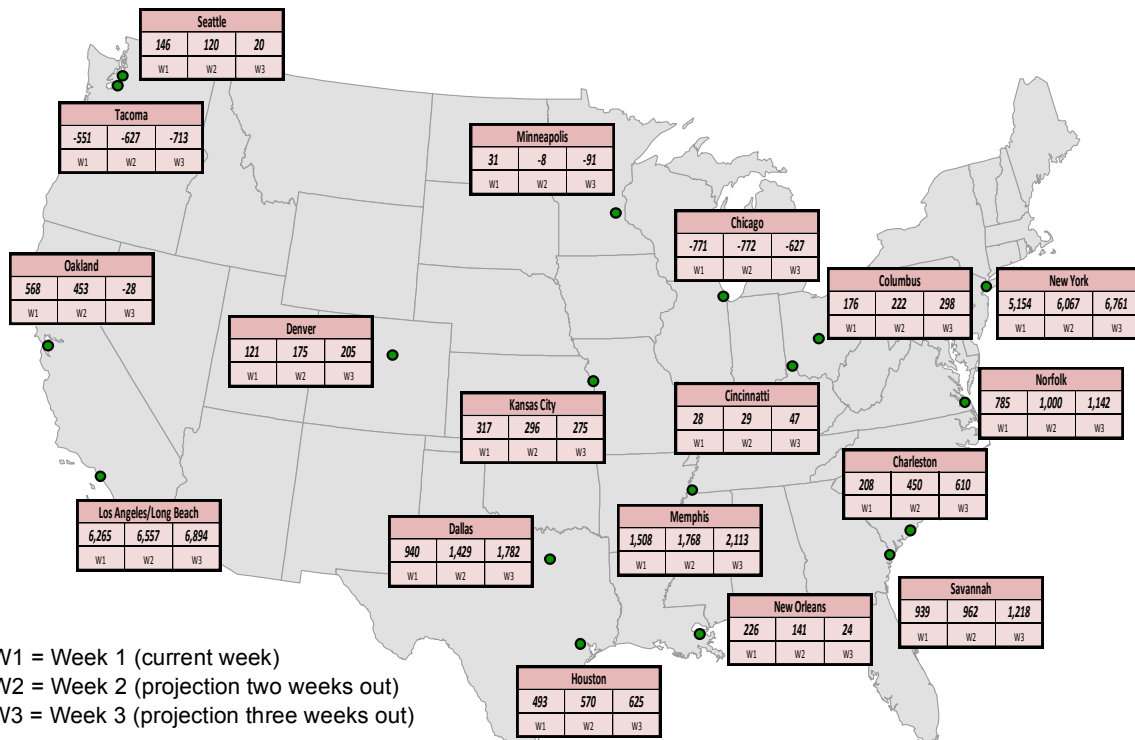 Seattle
146 120 20
W1 W2 W3
Tacoma
-551 -627 -713
W1 W2 W3
Minneapolis
31 -8 -91
W1 W2 W3
Chicago
-771 -772 -627
W1 W2 W3
Oakland
568 453 -28
W1 W2 W3
Columbus
176 222 298
W1 W2 W3
New York
5,154 6,067 6,761
W1 W2 W3
Denver
121 175 205
W1 W2 W3
Norfolk
785 1,000 1,142
W1 W2 W3
Kansas City
317 296 275
W1 W2 W3
Cincinnatti
28 29 47
W1 W2 W3
Charleston
208 450 610
W1 W2 W3
Los Angeles/Long Beach
6,265 6,557 6,894
W1 W2 W3
Dallas
940 1,429 1,782
W1 W2 W3
Memphis
1,508 1,768 2,113
W1 W2 W3
Savannah
939 962 1,218
W1 W2 W3
New Orleans
226 141 24
W1 W2 W3
Houston
493 570 625
W1 W2 W3
W1 = Week 1 (current week)
W2 = Week 2 (projection two weeks out)
W3 = Week 3 (projection three weeks out)